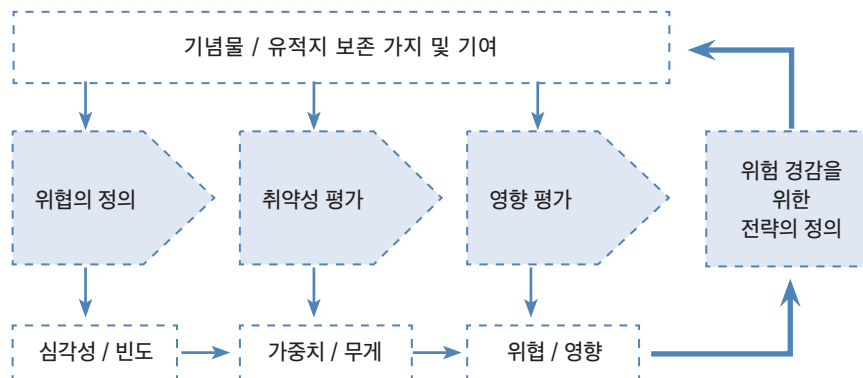 기념물 / 유적지 보존 가지 및 기여
위협의 정의
취약성 평가
영향 평가
위험 경감을
위한
전략의 정의
심각성 / 빈도
가중치 / 무게
위협 / 영향